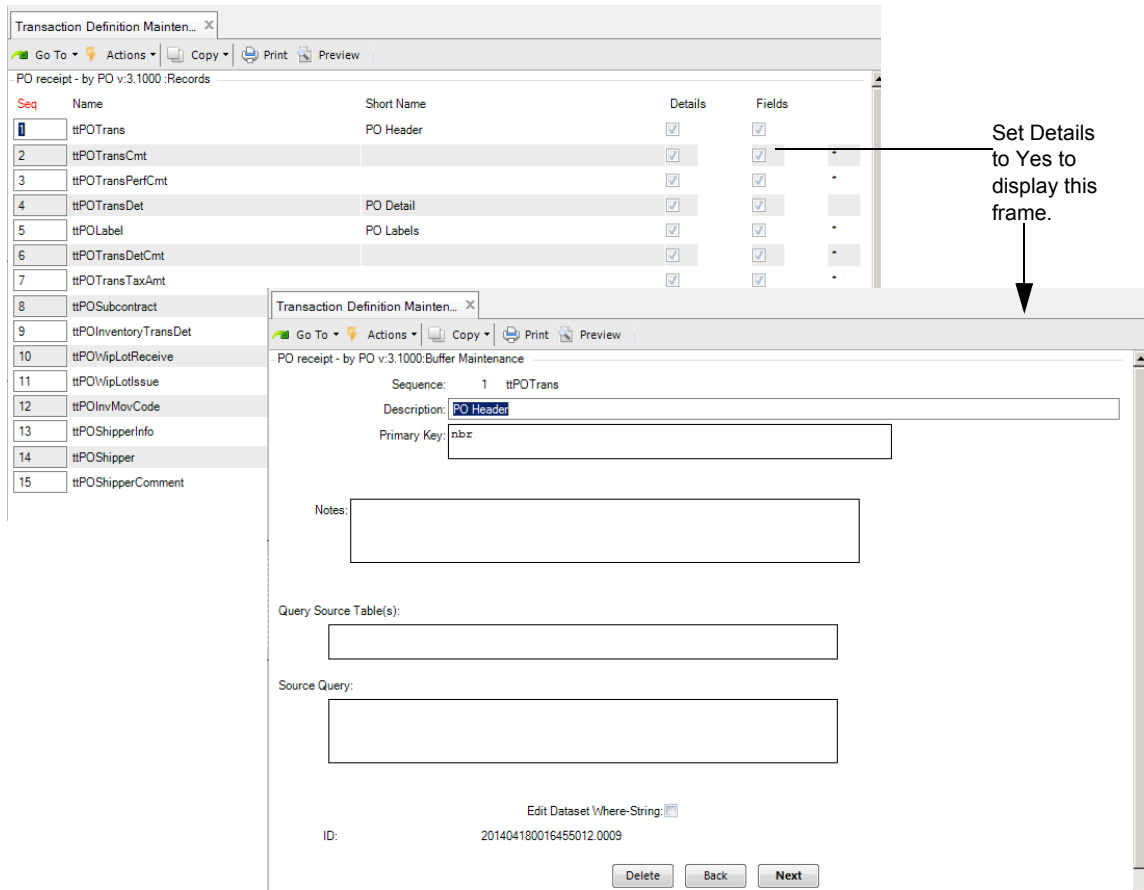 Transaction Definition Mainten... X
Go To Actions Copy Print Preview
PO receipt - by PO v:3.1000 :Records
Seq Name Short Name Details Fields
1 ttPOTrans PO Header
2 ttPOTransCmt *
3 ttPOTransPerfCmt *
4 ttPOTransDet PO Detail
5 ttPOLabel PO Labels *
6 ttPOTransDetCmt *
7 ttPOTransTaxAmt *
8 ttPOSubcontract
9 ttPOInventoryTransDet
10 ttPOWipLotReceive
11 ttPOWipLotIssue
12 ttPOInvMovCode
13 ttPOShipperInfo
14 ttPOShipper
15 ttPOShipperComment
Set Details
to Yes to
display this
frame.
Transaction Definition Mainten... X
Go To Actions Copy Print Preview
PO receipt - by PO v:3.1000:Buffer Maintenance
Sequence: 1 ttPOTrans
Description: PO Header
Primary Key: nbr
Notes:
Query Source Table(s):
Source Query:
Edit Dataset Where-String:
ID: 201404180016455012.0009
Delete Back Next